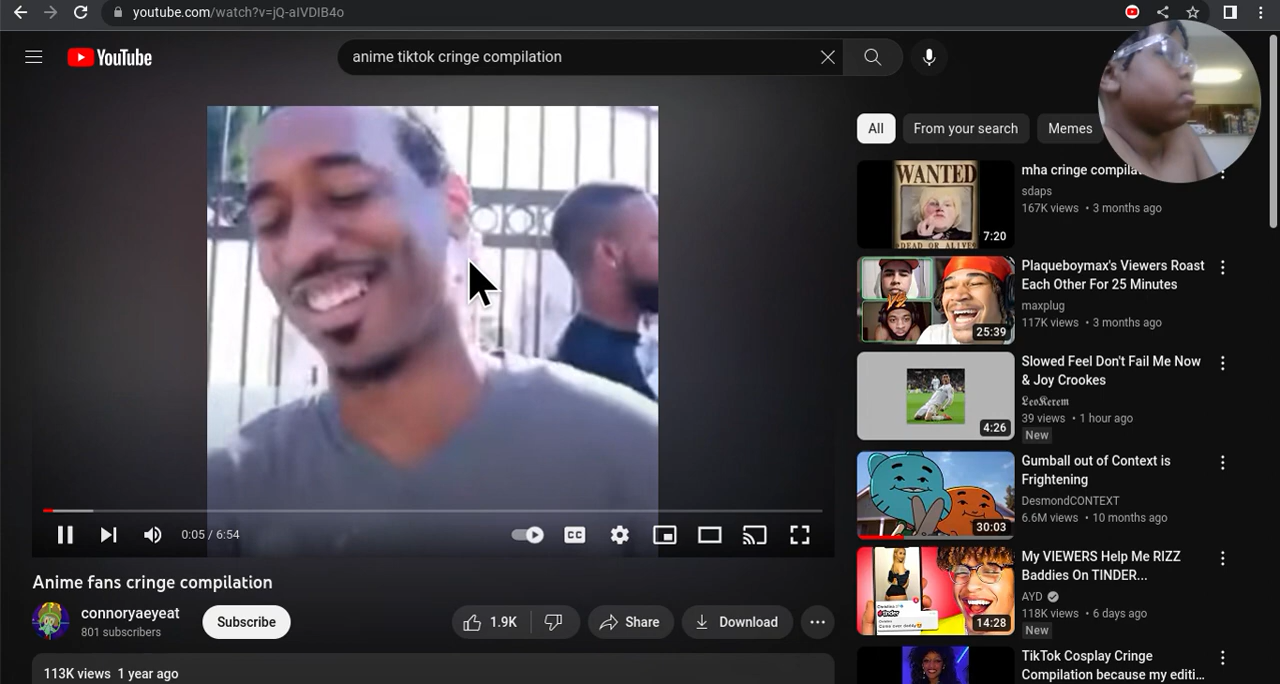 youtube.com/watch?v=jQ-aIVDIB4o
YouTube
anime tiktok cringe compilation
All
From your search
Memes
WANTED
DEAD OR ALIVE
7:20
sdaps
167K views • 3 months ago
25:39
Plaqueboymax's Viewers Roast
Each Other For 25 Minutes
maxplug
117K views • 3 months ago
4:26
Slowed Feel Don't Fail Me Now
& Joy Crookes
𝕷𝖊𝖔𝕶𝖊𝖗𝖊𝖒
39 views • 1 hour ago
New
30:03
Gumball out of Context is
Frightening
DesmondCONTEXT
6.6M views • 10 months ago
14:28
My VIEWERS Help Me RIZZ
Baddies On TINDER...
AYD
118K views • 6 days ago
New
TikTok Cosplay Cringe
Compilation because my editi...
0:05 / 6:54
CC
Anime fans cringe compilation
connoryaeyeat
801 subscribers
Subscribe
1.9K
Share
Download
113K views 1 year ago